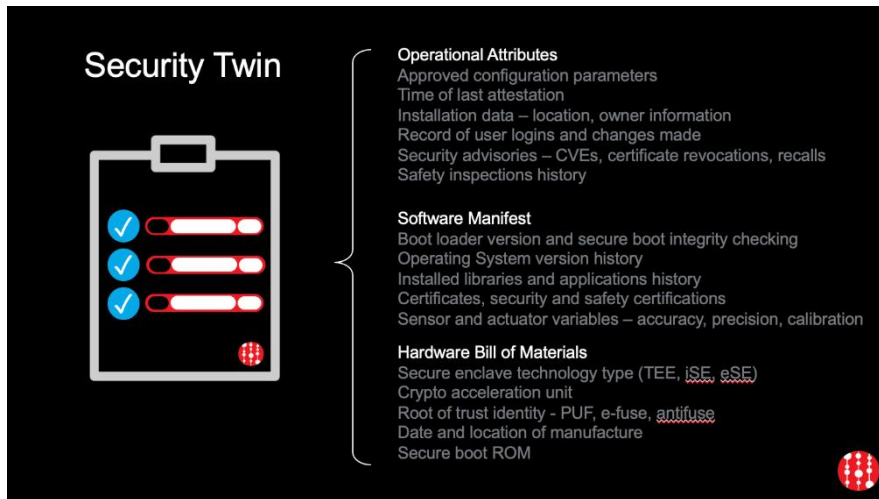 Security Twin
Operational Attributes
Approved configuration parameters
Time of last attestation
Installation data – location, owner information
Record of user logins and changes made
Security advisories – CVEs, certificate revocations, recalls
Safety inspections history
Software Manifest
Boot loader version and secure boot integrity checking
Operating System version history
Installed libraries and applications history
Certificates, security and safety certifications
Sensor and actuator variables – accuracy, precision, calibration
Hardware Bill of Materials
Secure enclave technology type (TEE, iSE, eSE)
Crypto acceleration unit
Root of trust identity - PUF, e-fuse, antifuse
Date and location of manufacture
Secure boot ROM